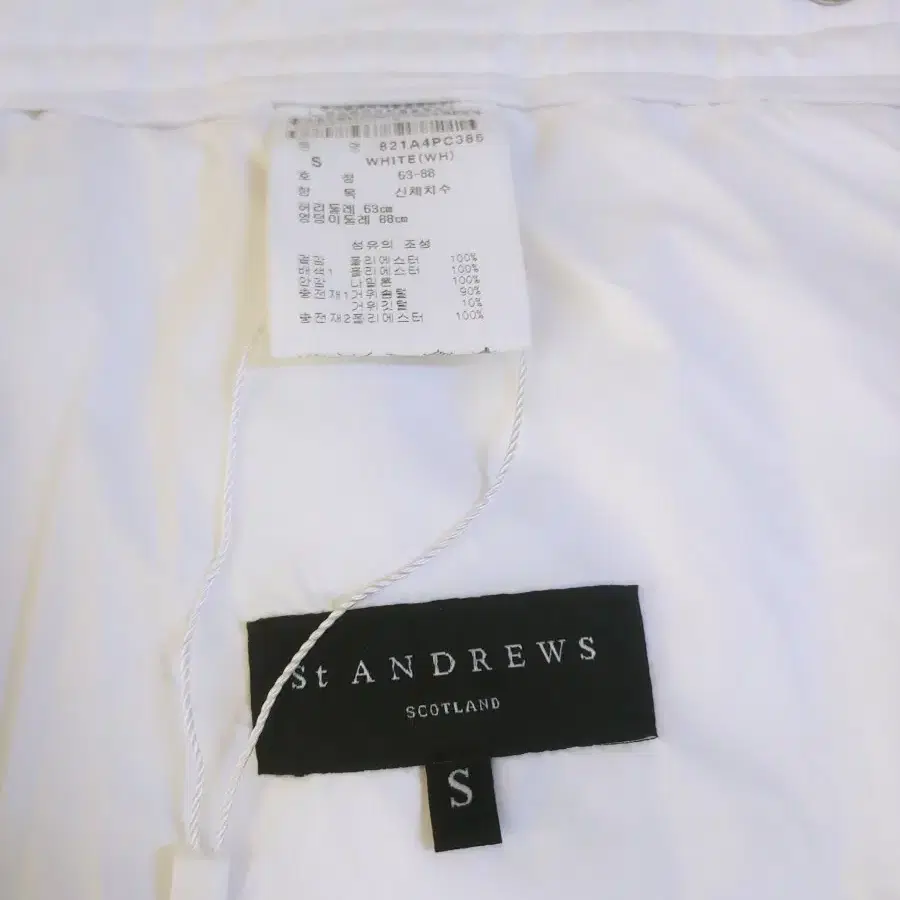 품 명 821A4PC386
S WHITE(WH)
호 칭 63-88
항 목 신체치수
허리둘레 63cm
엉덩이둘레 88cm
섬유의 조성
겉감 폴리에스터 100%
배색1 폴리에스터 100%
안감 나일론 100%
충전재1거위솜털 90%
거위깃털 10%
충전재2폴리에스터 100%
St ANDREWS
SCOTLAND
S